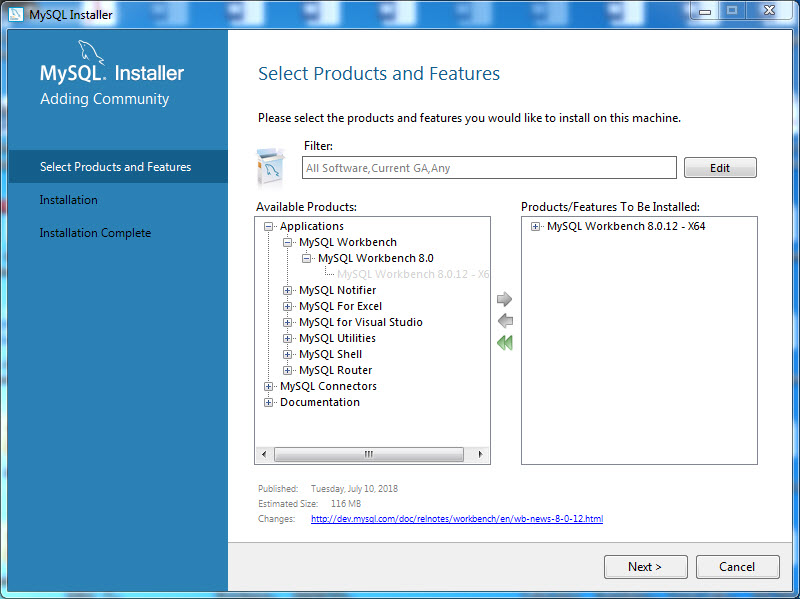 MySQL Installer
MySQL. Installer
Adding Community
Select Products and Features
Installation
Installation Complete
Select Products and Features
Please select the products and features you would like to install on this machine.
Filter:
All Software,Current GA,Any
Edit
Available Products:
Applications
MySQL Workbench
MySQL Workbench 8.0
MySQL Workbench 8.0.12 - X6
MySQL Notifier
MySQL For Excel
MySQL for Visual Studio
MySQL Utilities
MySQL Shell
MySQL Router
MySQL Connectors
Documentation
Products/Features To Be Installed:
MySQL Workbench 8.0.12 - X64
Published: Tuesday, July 10, 2018
Estimated Size: 116 MB
Changes: http://dev.mysql.com/doc/relnotes/workbench/en/wb-news-8-0-12.html
Next >
Cancel